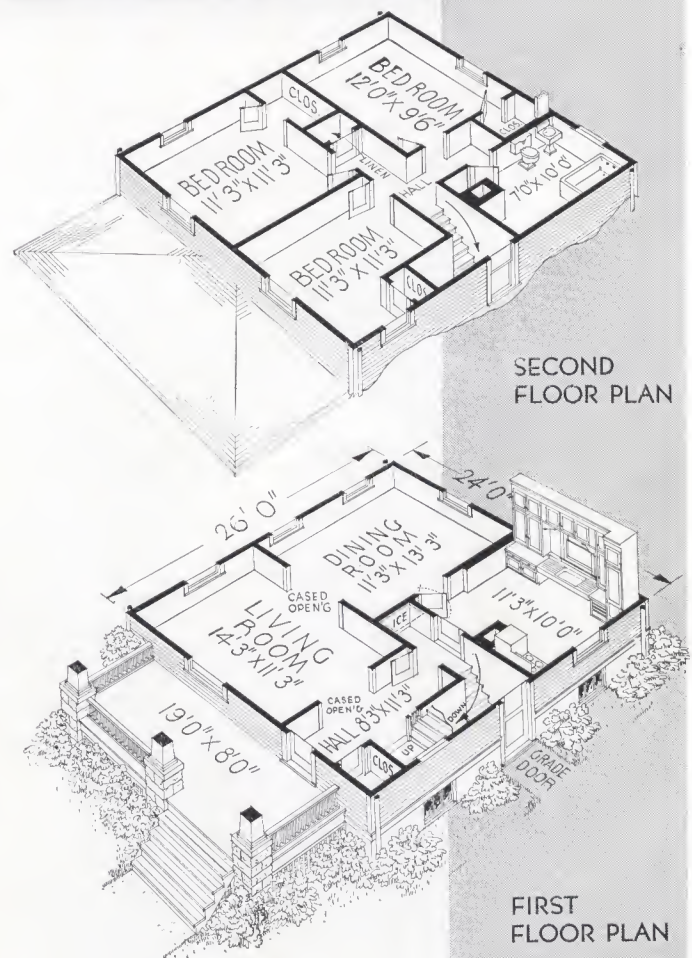 BED ROOM
12'0" X 9'6"
CLOS.
CLOS
BED ROOM
11'3" X 11'3"
LINEN
HALL
7'0" X 10'0"
BED ROOM
11'3" X 11'3"
CLOS
SECOND
FLOOR PLAN
26'0"
24'0"
DINING
ROOM
11'3" X 13'3"
CASED
OPEN'G
LIVING
ROOM
14'3" X 11'3"
ICE
11'3" X 10'0"
CASED
OPEN'G
HALL 8'3" X 11'3"
DOWN
UP
CLOS
19'0" X 8'0"
GRADE
DOOR
FIRST
FLOOR PLAN